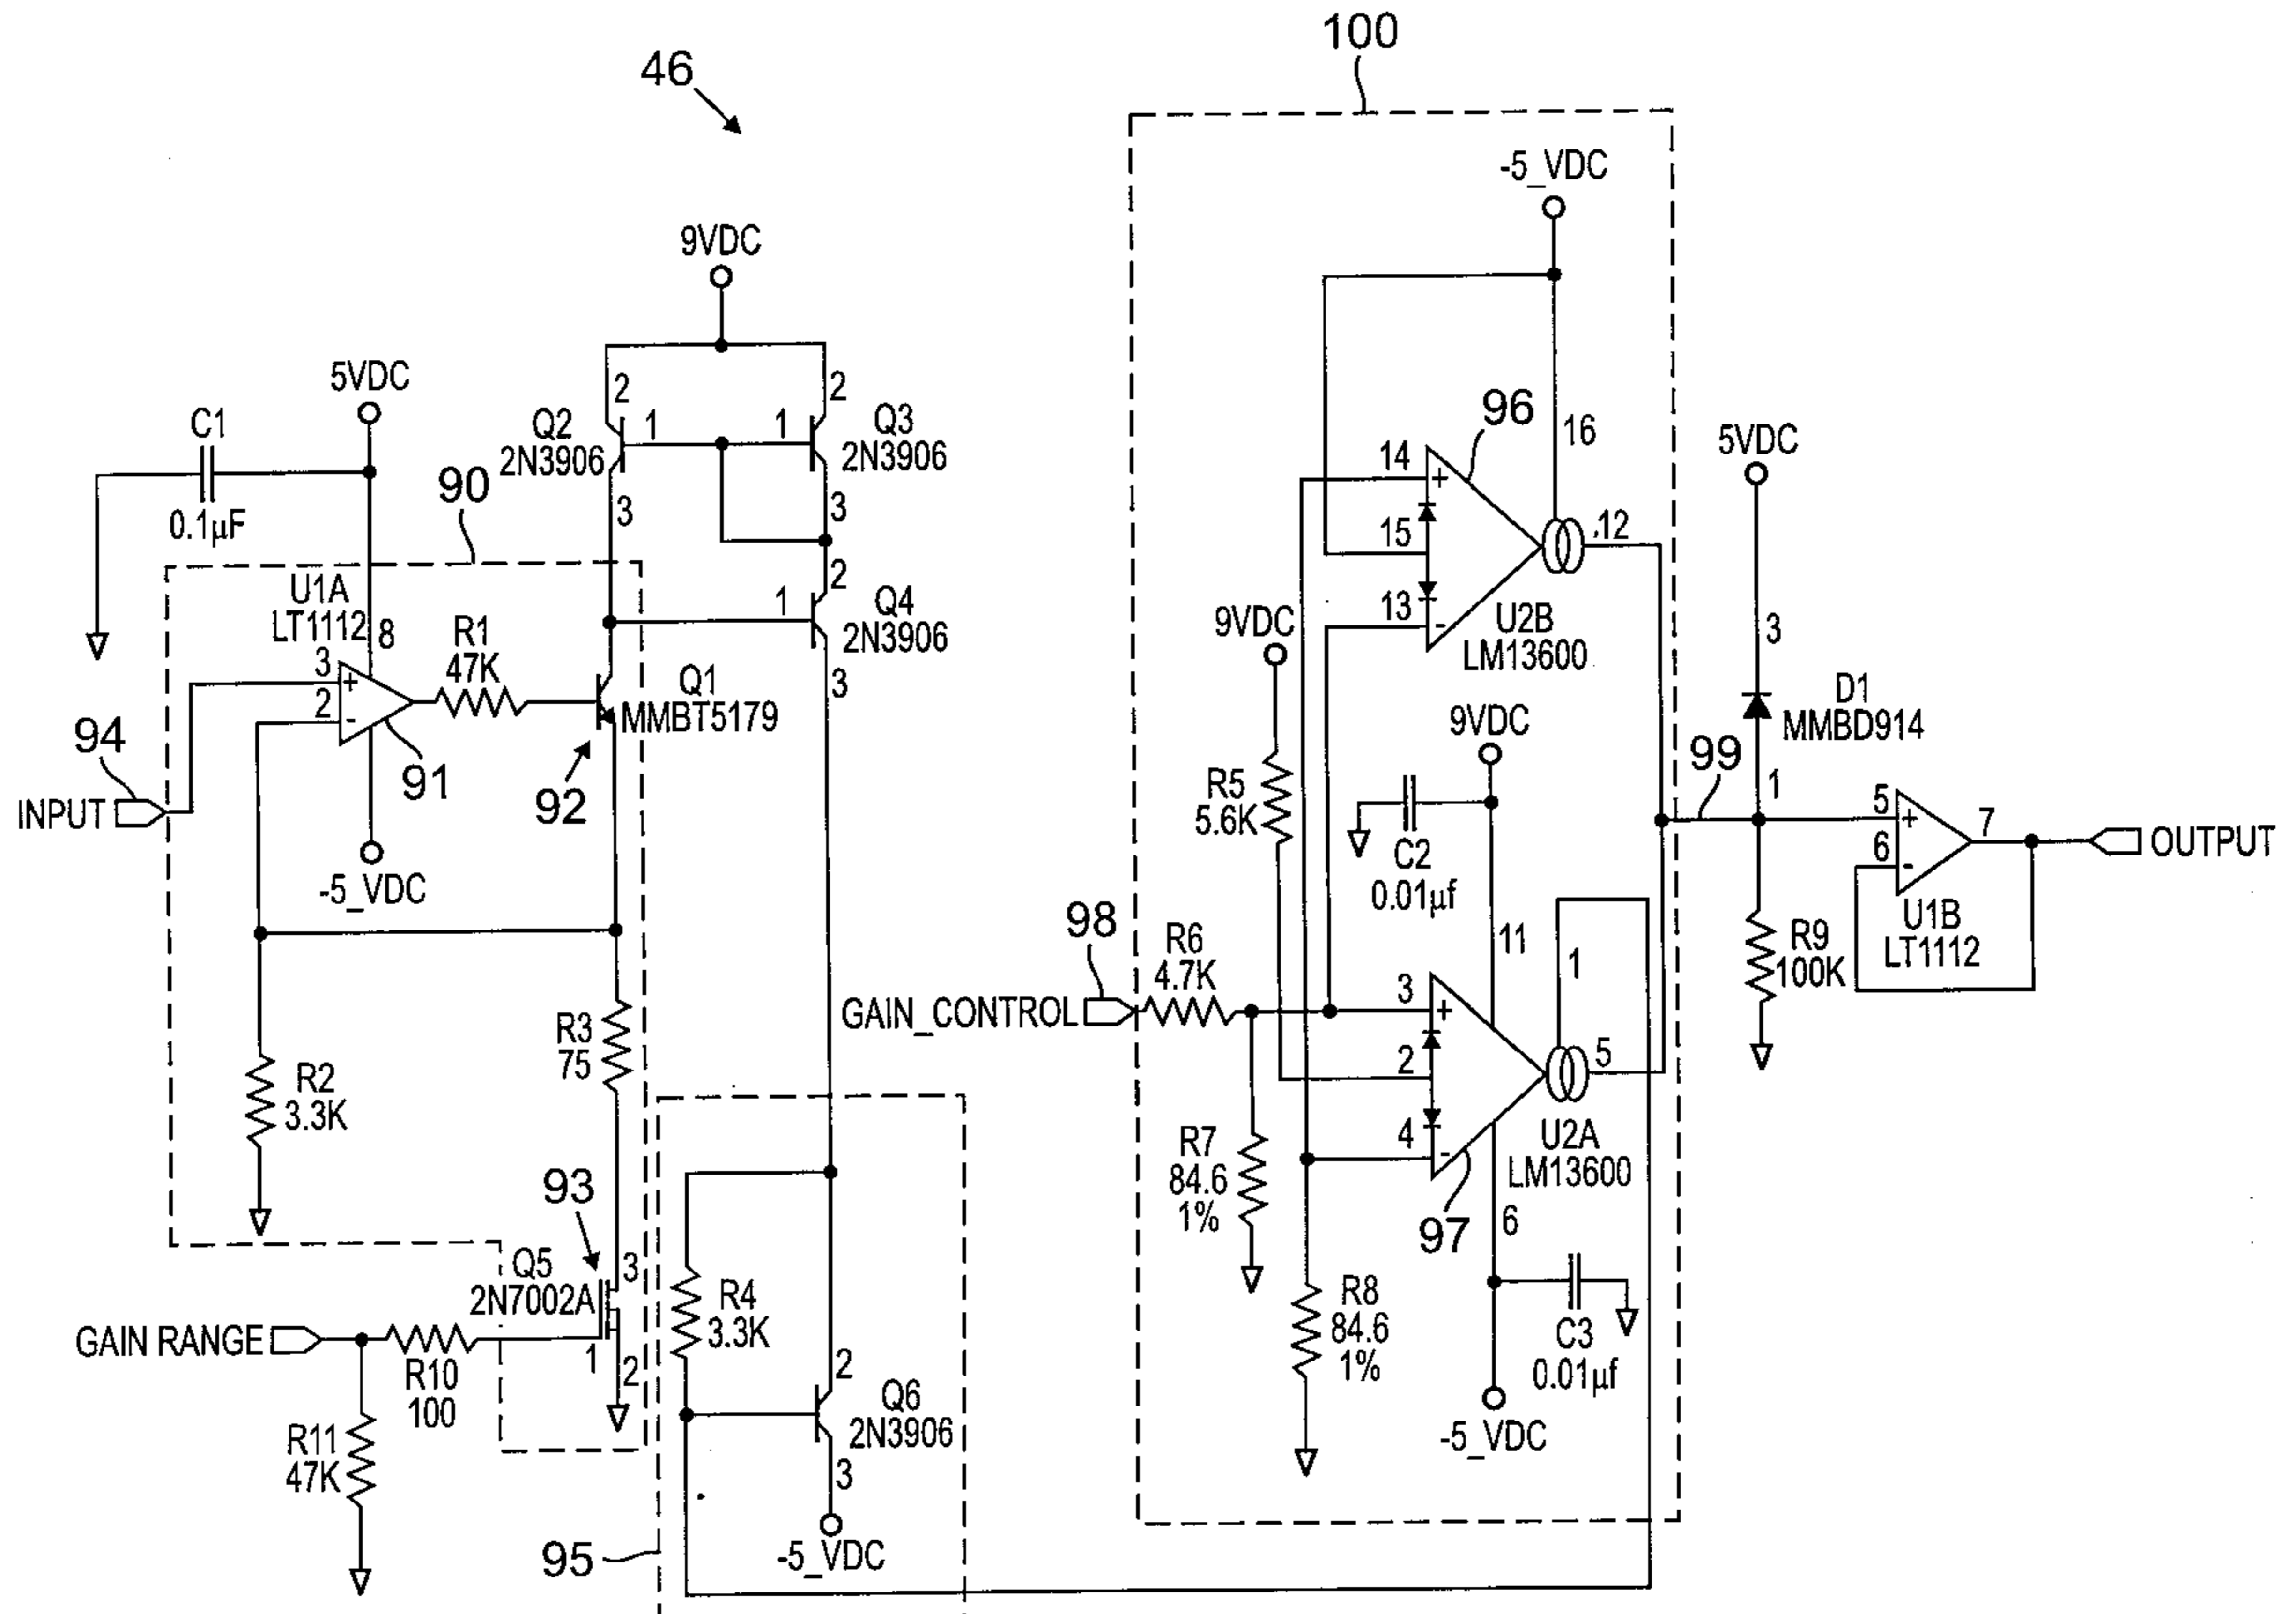 100
46
-5_VDC
9VDC
96
16
14
+
15
13
-
.12
U2B
LM13600
5VDC
3
D1
MMBD914
1
99
5VDC
C1
0.1μF
90
2
2
Q2
2N3906
1
1
Q3
2N3906
3
3
2
1
Q4
2N3906
3
U1A
LT1112
8
R1
47K
3
+
2
-
Q1
MMBT5179
94
INPUT
91
92
-5_VDC
9VDC
R5
5.6K
9VDC
C2
0.01μf
11
5
+
6
-
7
OUTPUT
U1B
LT1112
R9
100K
98
GAIN_CONTROL
R6
4.7K
3
+
2
4
-
1
5
U2A
LM13600
97
6
R7
84.6
1%
R8
84.6
1%
C3
0.01μf
-5_VDC
R2
3.3K
R3
75
93
Q5
2N7002A
3
1
2
GAIN RANGE
R10
100
R11
47K
R4
3.3K
2
Q6
2N3906
3
-5_VDC
95